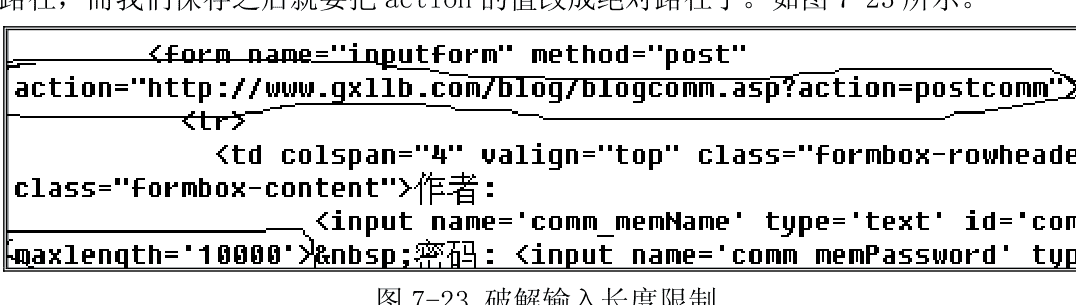 路径，而我们保存之后就要把 action 的值改成绝对路径了。如图 7-23 所示。
<form name="inputform" method="post"
action="http://www.gxllb.com/blog/blogcomm.asp?action=postcomm">
<tr>
<td colspan="4" valign="top" class="formbox-rowheade
class="formbox-content">作者:
<input name='comm_memName' type='text' id='com
maxlength='10000'>&nbsp;密码: <input name='comm_memPassword' typ
图 7-23 破解输入长度限制